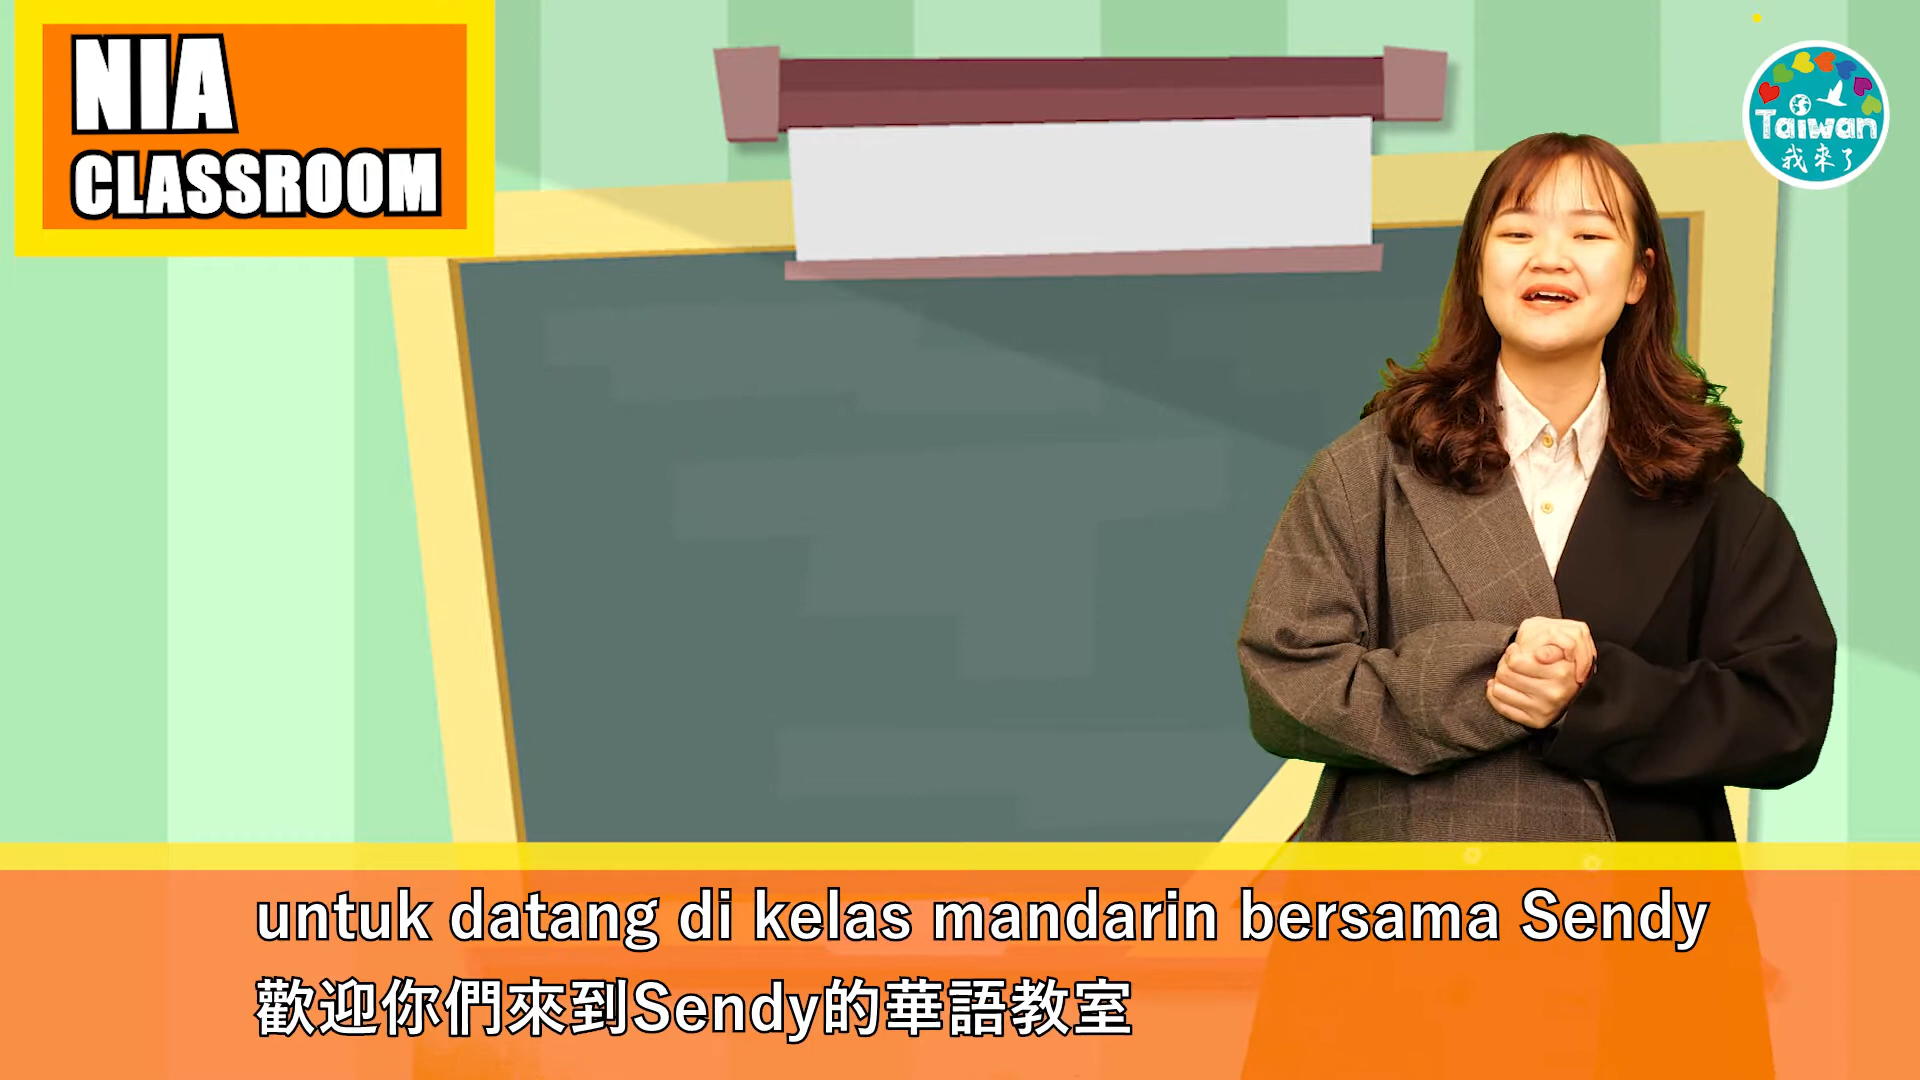 NIA
CLASSROOM
Taiwan
我來了
untuk datang di kelas mandarin bersama Sendy
歡迎你們來到Sendy的華語教室